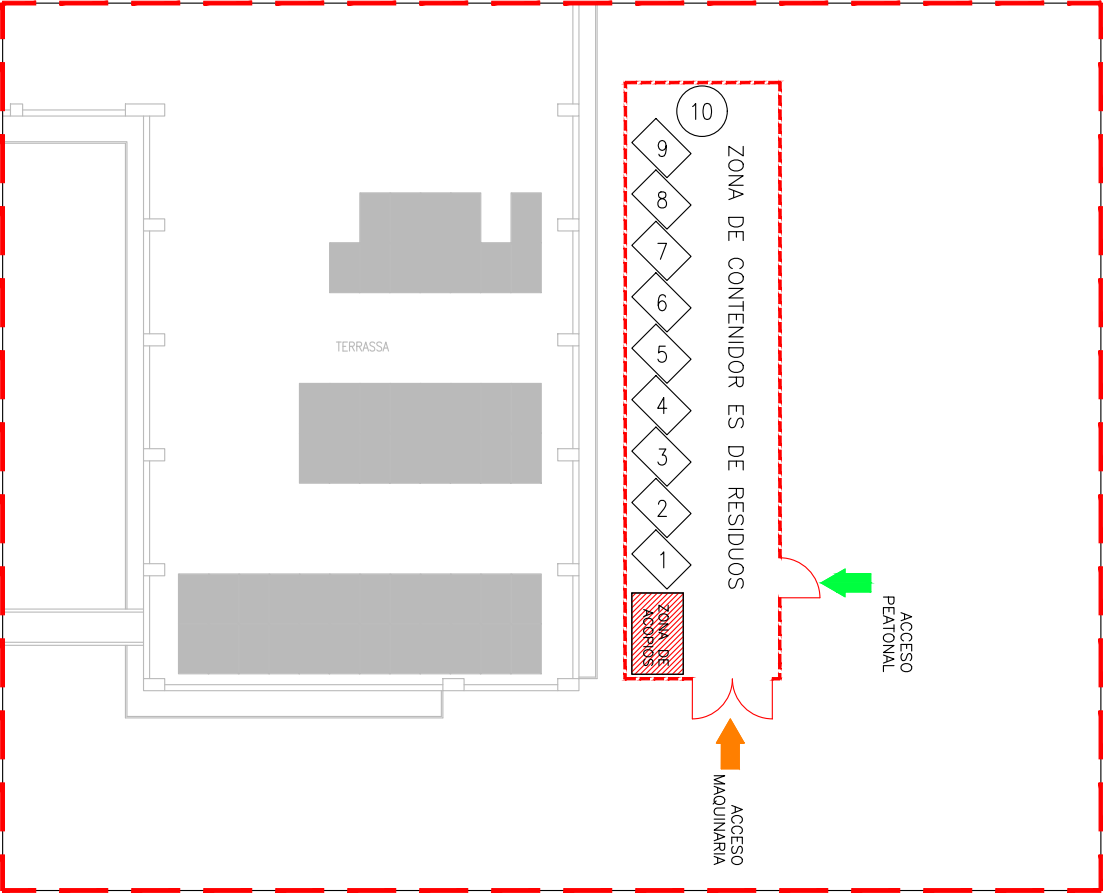 10
9
8
7
6
5
4
3
2
1
ZONA DE CONTENIDOR ES DE RESIDUOS
TERRASSA
ZONA DE
ACOPIOS
ACCESO
PEATONAL
ACCESO
MAQUINARIA